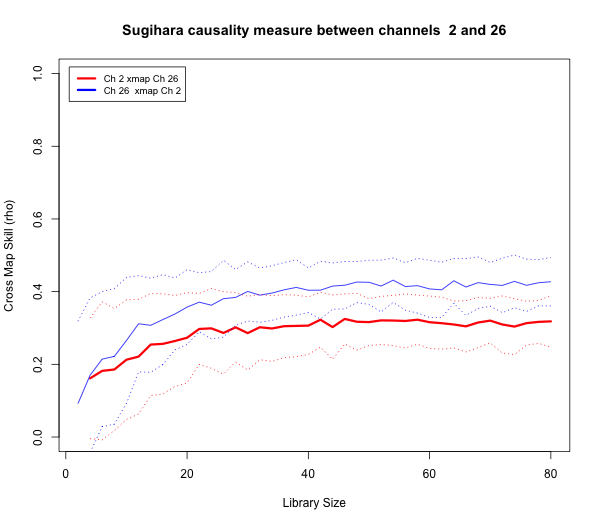 Sugihara causality measure between channels  2 and 26
Ch 2 xmap Ch 26
Ch 26  xmap Ch 2
Cross Map Skill (rho)
1.0
0.8
0.6
0.4
0.2
0.0
0 20 40 60 80
Library Size